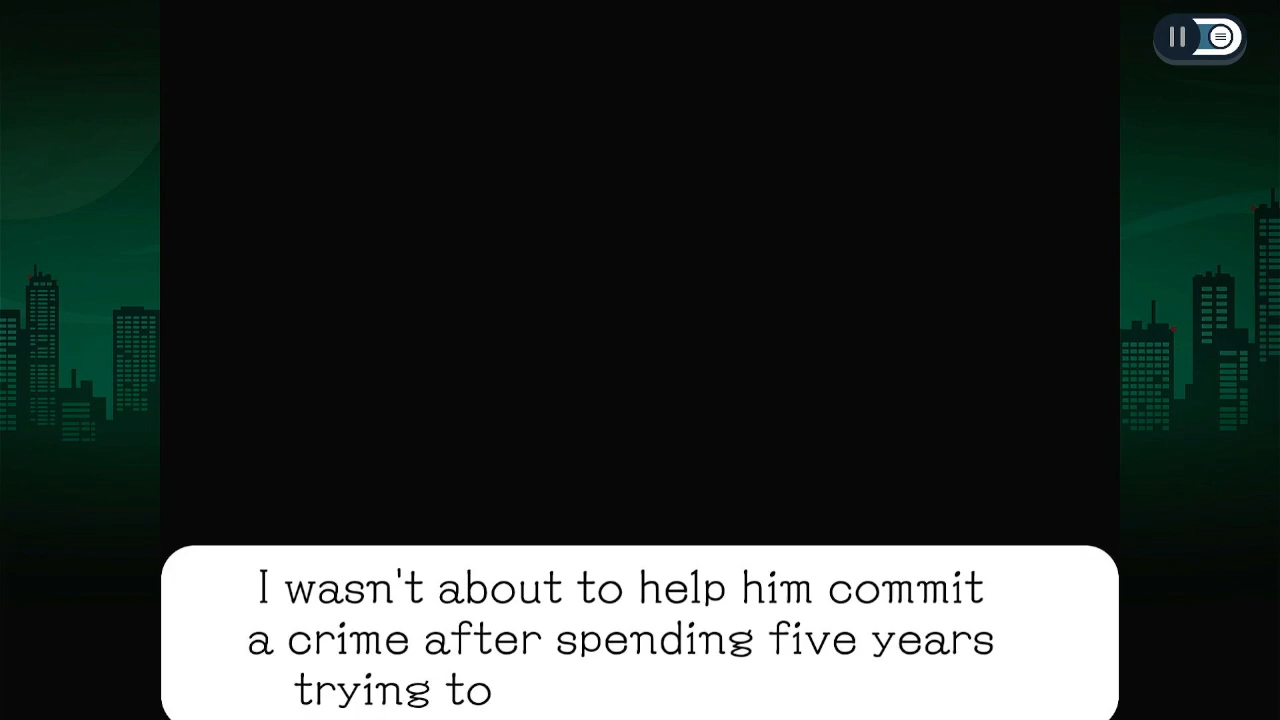 I wasn't about to help him commit
a crime after spending five years
trying to